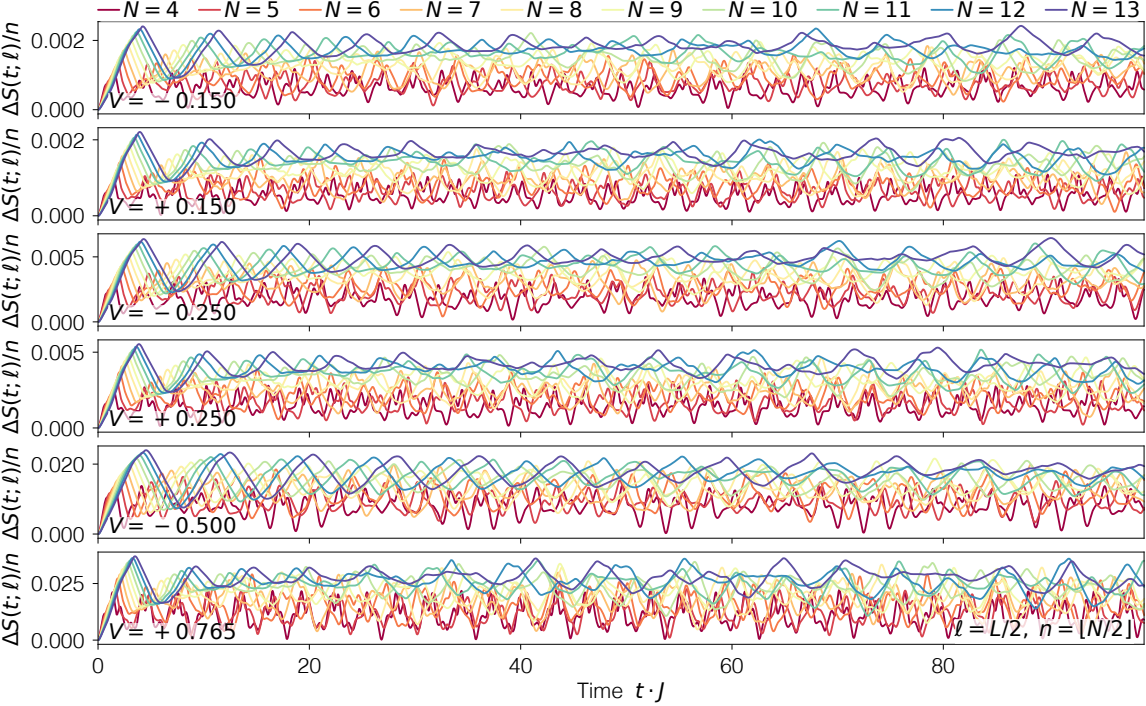 N = 4 N = 5 N = 6 N = 7 N = 8 N = 9 N = 10 N = 11 N = 12 N = 13
ΔS(t; ℓ)/n
0.002
0.000
V = − 0.150
ΔS(t; ℓ)/n
0.002
0.000
V = + 0.150
ΔS(t; ℓ)/n
0.005
0.000
V = − 0.250
ΔS(t; ℓ)/n
0.005
0.000
V = + 0.250
ΔS(t; ℓ)/n
0.020
0.000
V = − 0.500
ΔS(t; ℓ)/n
0.025
0.000
V = + 0.765
ℓ = L/2, n = [N/2]
0 20 40 60 80
Time t · J